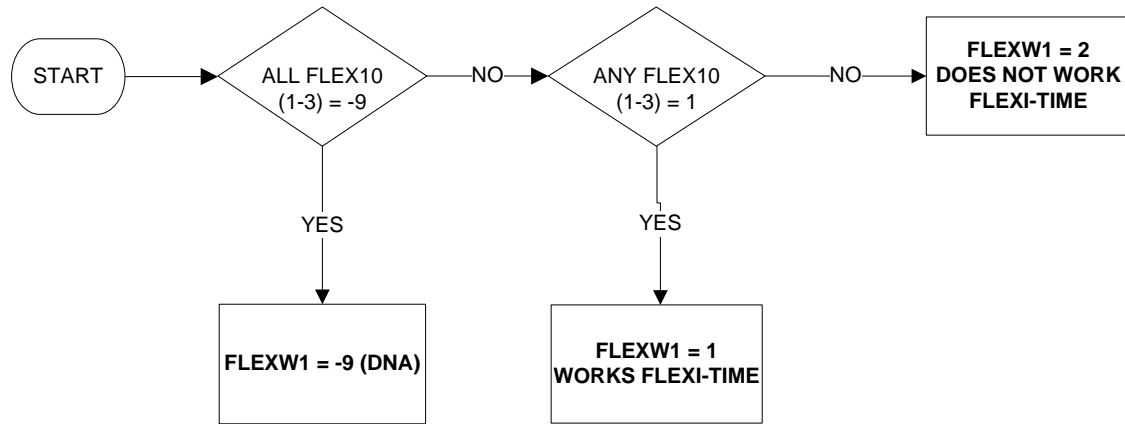 START
ALL FLEX10
(1-3) = -9
NO
ANY FLEX10
(1-3) = 1
NO
FLEXW1 = 2
DOES NOT WORK
FLEXI-TIME
YES
YES
FLEXW1 = -9 (DNA)
FLEXW1 = 1
WORKS FLEXI-TIME